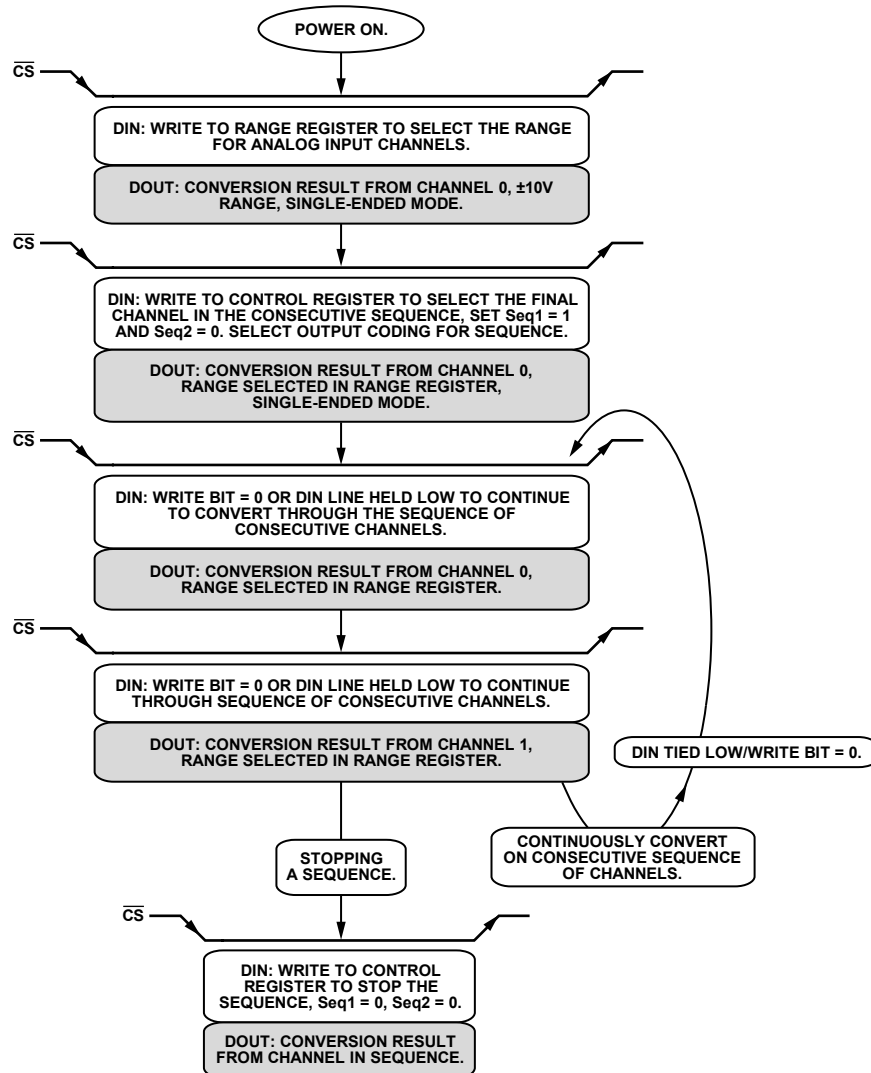 POWER ON.
CS
DIN: WRITE TO RANGE REGISTER TO SELECT THE RANGE
FOR ANALOG INPUT CHANNELS.
DOUT: CONVERSION RESULT FROM CHANNEL 0, ±10V
RANGE, SINGLE-ENDED MODE.
CS
DIN: WRITE TO CONTROL REGISTER TO SELECT THE FINAL
CHANNEL IN THE CONSECUTIVE SEQUENCE, SET Seq1 = 1
AND Seq2 = 0. SELECT OUTPUT CODING FOR SEQUENCE.
DOUT: CONVERSION RESULT FROM CHANNEL 0,
RANGE SELECTED IN RANGE REGISTER,
SINGLE-ENDED MODE.
CS
DIN: WRITE BIT = 0 OR DIN LINE HELD LOW TO CONTINUE
TO CONVERT THROUGH THE SEQUENCE OF
CONSECUTIVE CHANNELS.
DOUT: CONVERSION RESULT FROM CHANNEL 0,
RANGE SELECTED IN RANGE REGISTER.
CS
DIN: WRITE BIT = 0 OR DIN LINE HELD LOW TO CONTINUE
THROUGH SEQUENCE OF CONSECUTIVE CHANNELS.
DOUT: CONVERSION RESULT FROM CHANNEL 1,
RANGE SELECTED IN RANGE REGISTER.
DIN TIED LOW/WRITE BIT = 0.
CONTINUOUSLY CONVERT
ON CONSECUTIVE SEQUENCE
OF CHANNELS.
STOPPING
A SEQUENCE.
CS
DIN: WRITE TO CONTROL
REGISTER TO STOP THE
SEQUENCE, Seq1 = 0, Seq2 = 0.
DOUT: CONVERSION RESULT
FROM CHANNEL IN SEQUENCE.